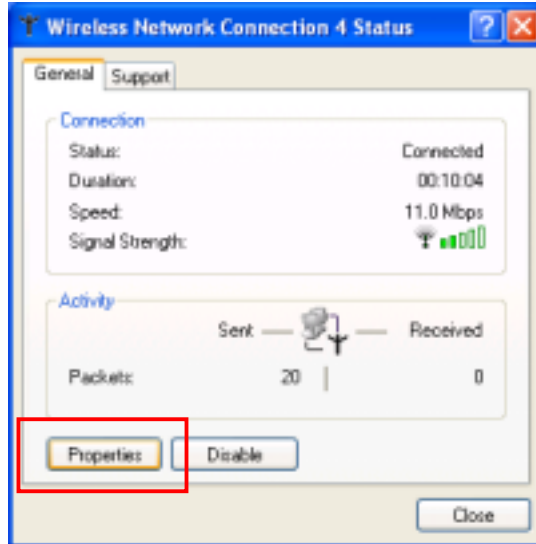 Wireless Network Connection 4 Status
General Support
Connection
Status: Connected
Duration: 00:10:04
Speed: 11.0 Mbps
Signal Strength:
Activity
Sent Received
Packets: 20 0
Properties Disable
Close